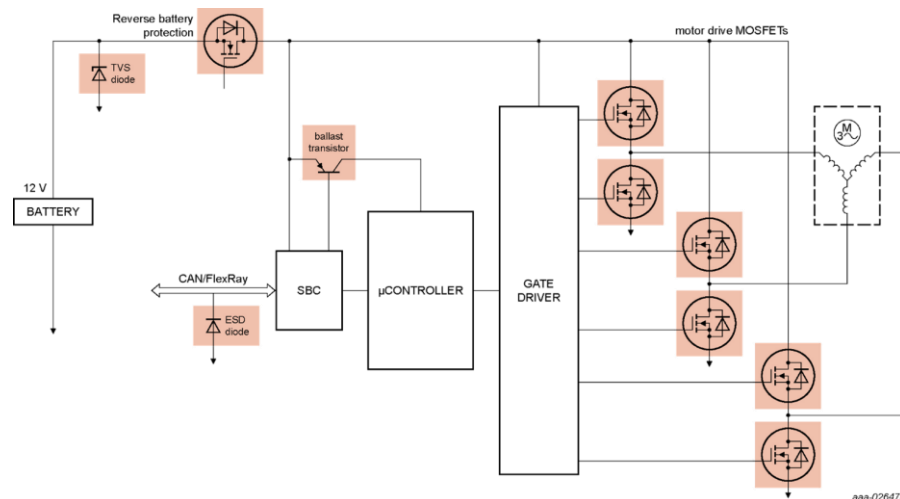 Reverse battery
protection
motor drive MOSFETs
TVS
diode
ballast
transistor
M
3
12 V
BATTERY
CAN/FlexRay
SBC
µCONTROLLER
GATE
DRIVER
ESD
diode
aaa-02647